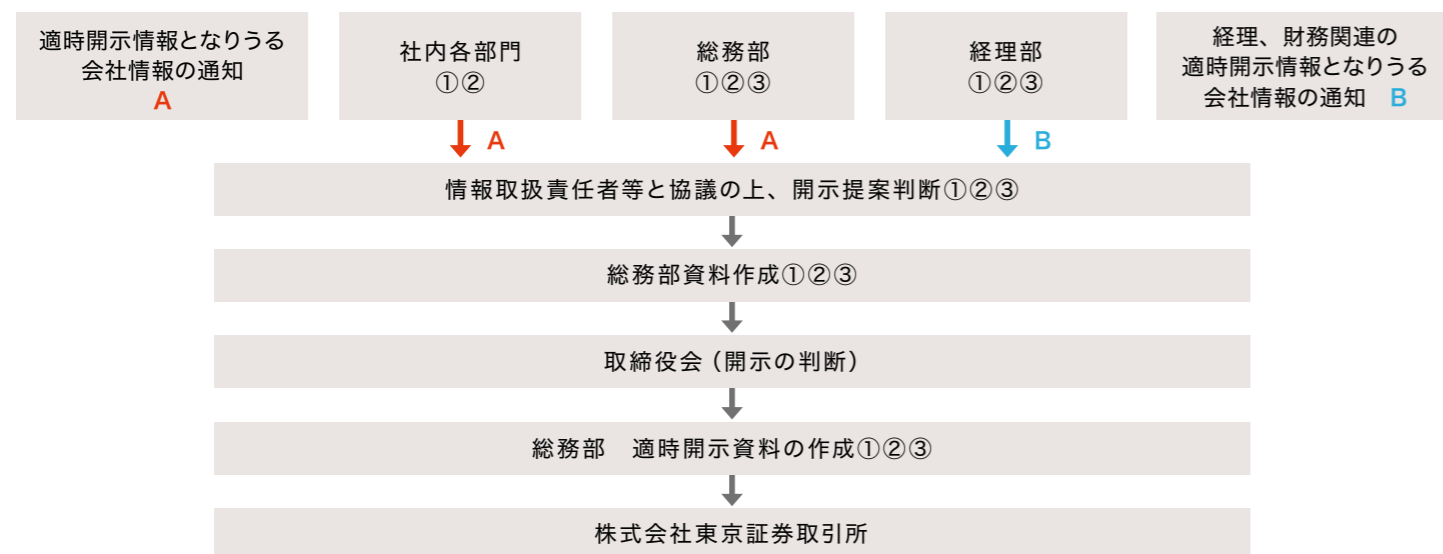 適時開示情報となりうる
会社情報の通知
A
社内各部門
①②
総務部
①②③
経理部
①②③
経理、財務関連の
適時開示情報となりうる
会社情報の通知　B
A
A
B
情報取扱責任者等と協議の上、開示提案判断①②③
総務部資料作成①②③
取締役会（開示の判断）
総務部　適時開示資料の作成①②③
株式会社東京証券取引所